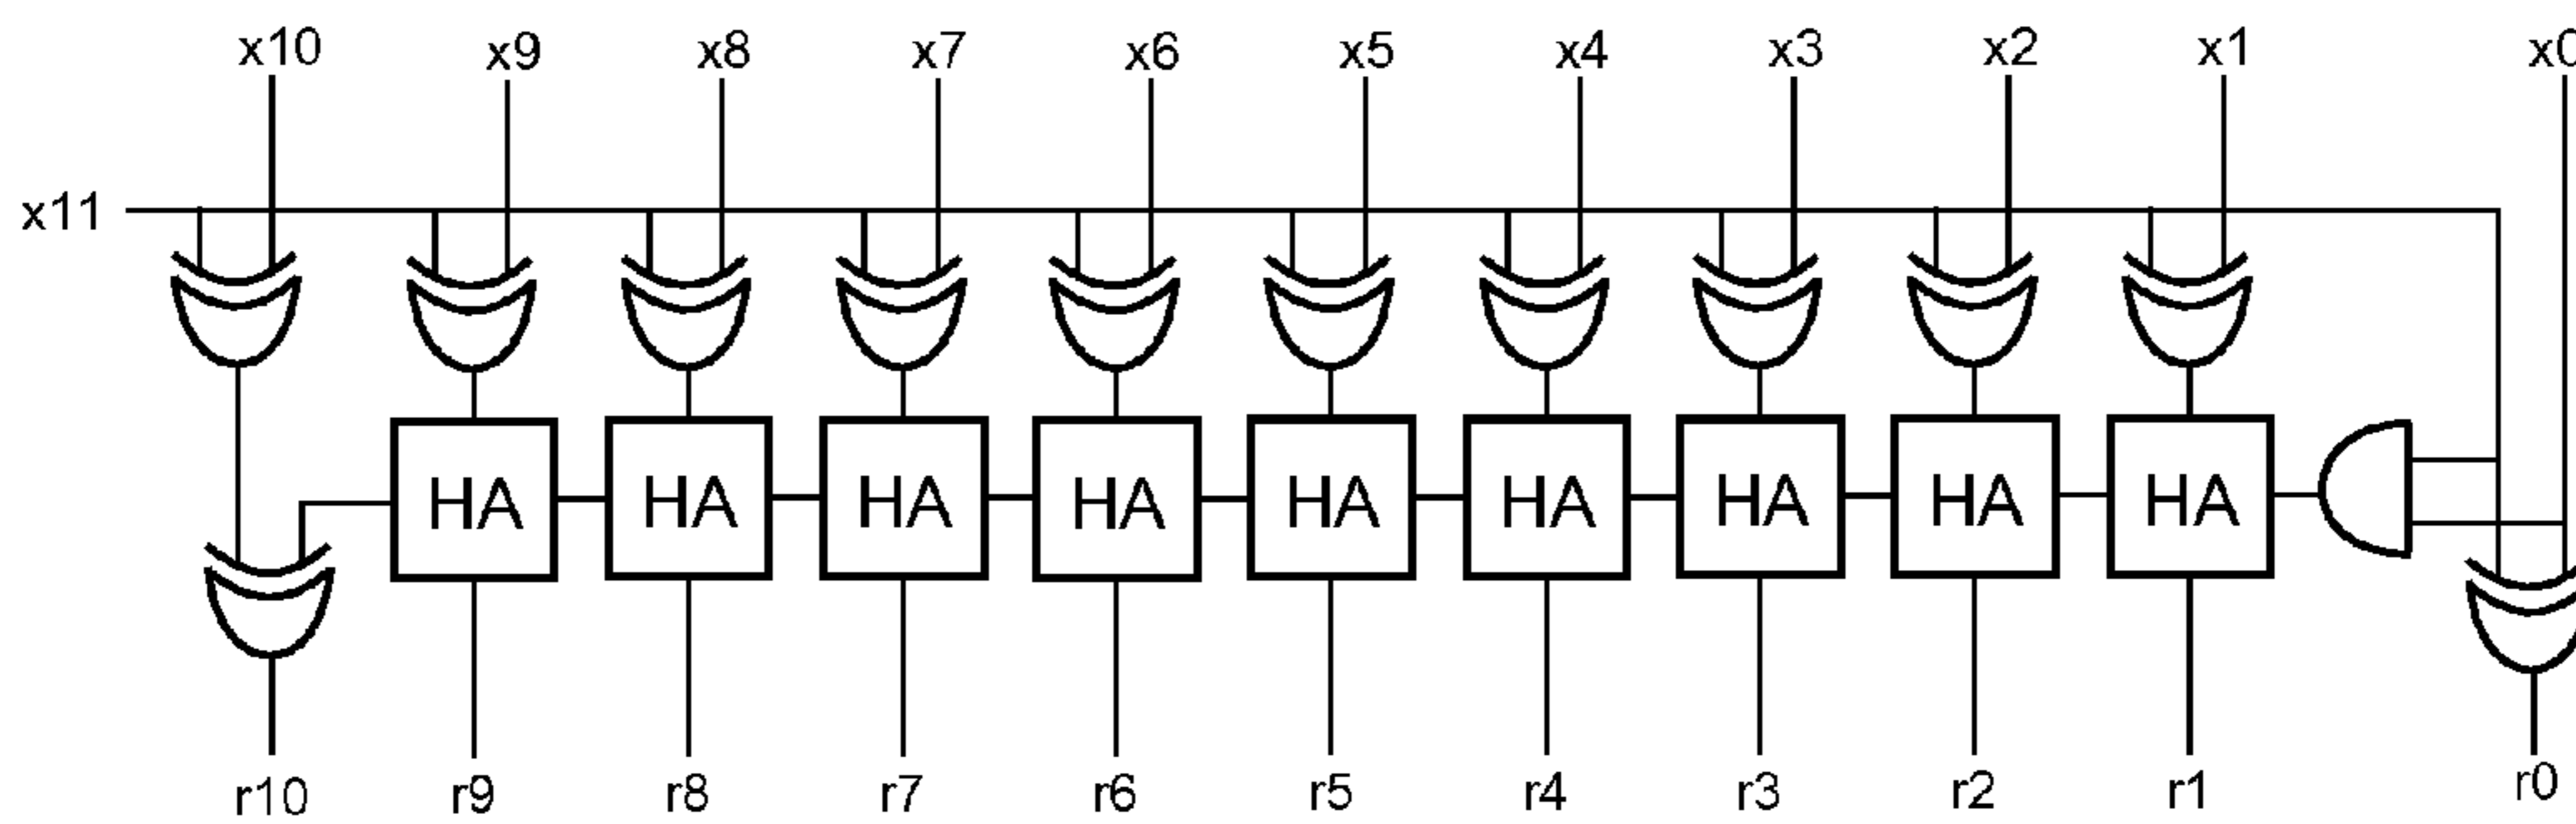 x10 x9 x8 x7 x6 x5 x4 x3 x2 x1 x0
x11
HA HA HA HA HA HA HA HA HA
r10 r9 r8 r7 r6 r5 r4 r3 r2 r1 r0